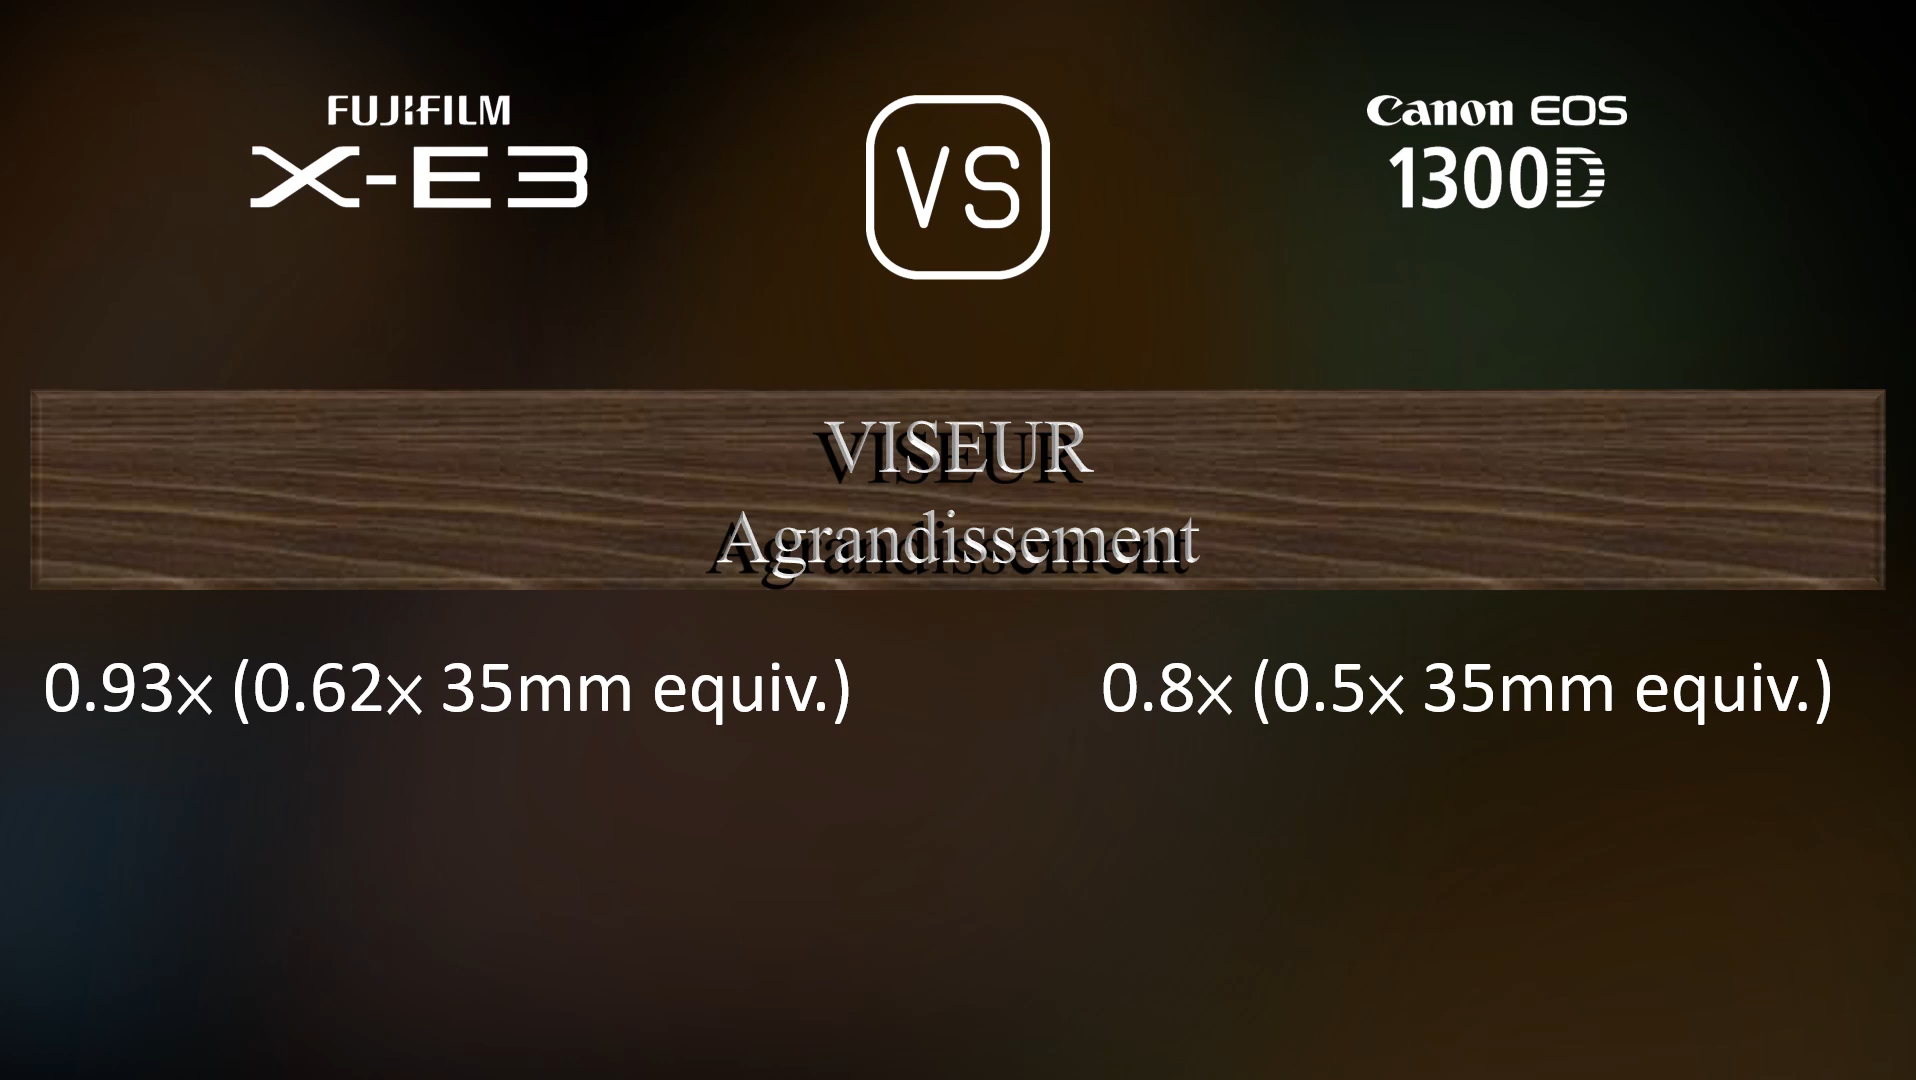 FUJIFILM
X-E3
VS
Canon EOS
1300D
VISEUR
Agrandissement
0.93x (0.62x 35mm equiv.)
0.8x (0.5x 35mm equiv.)